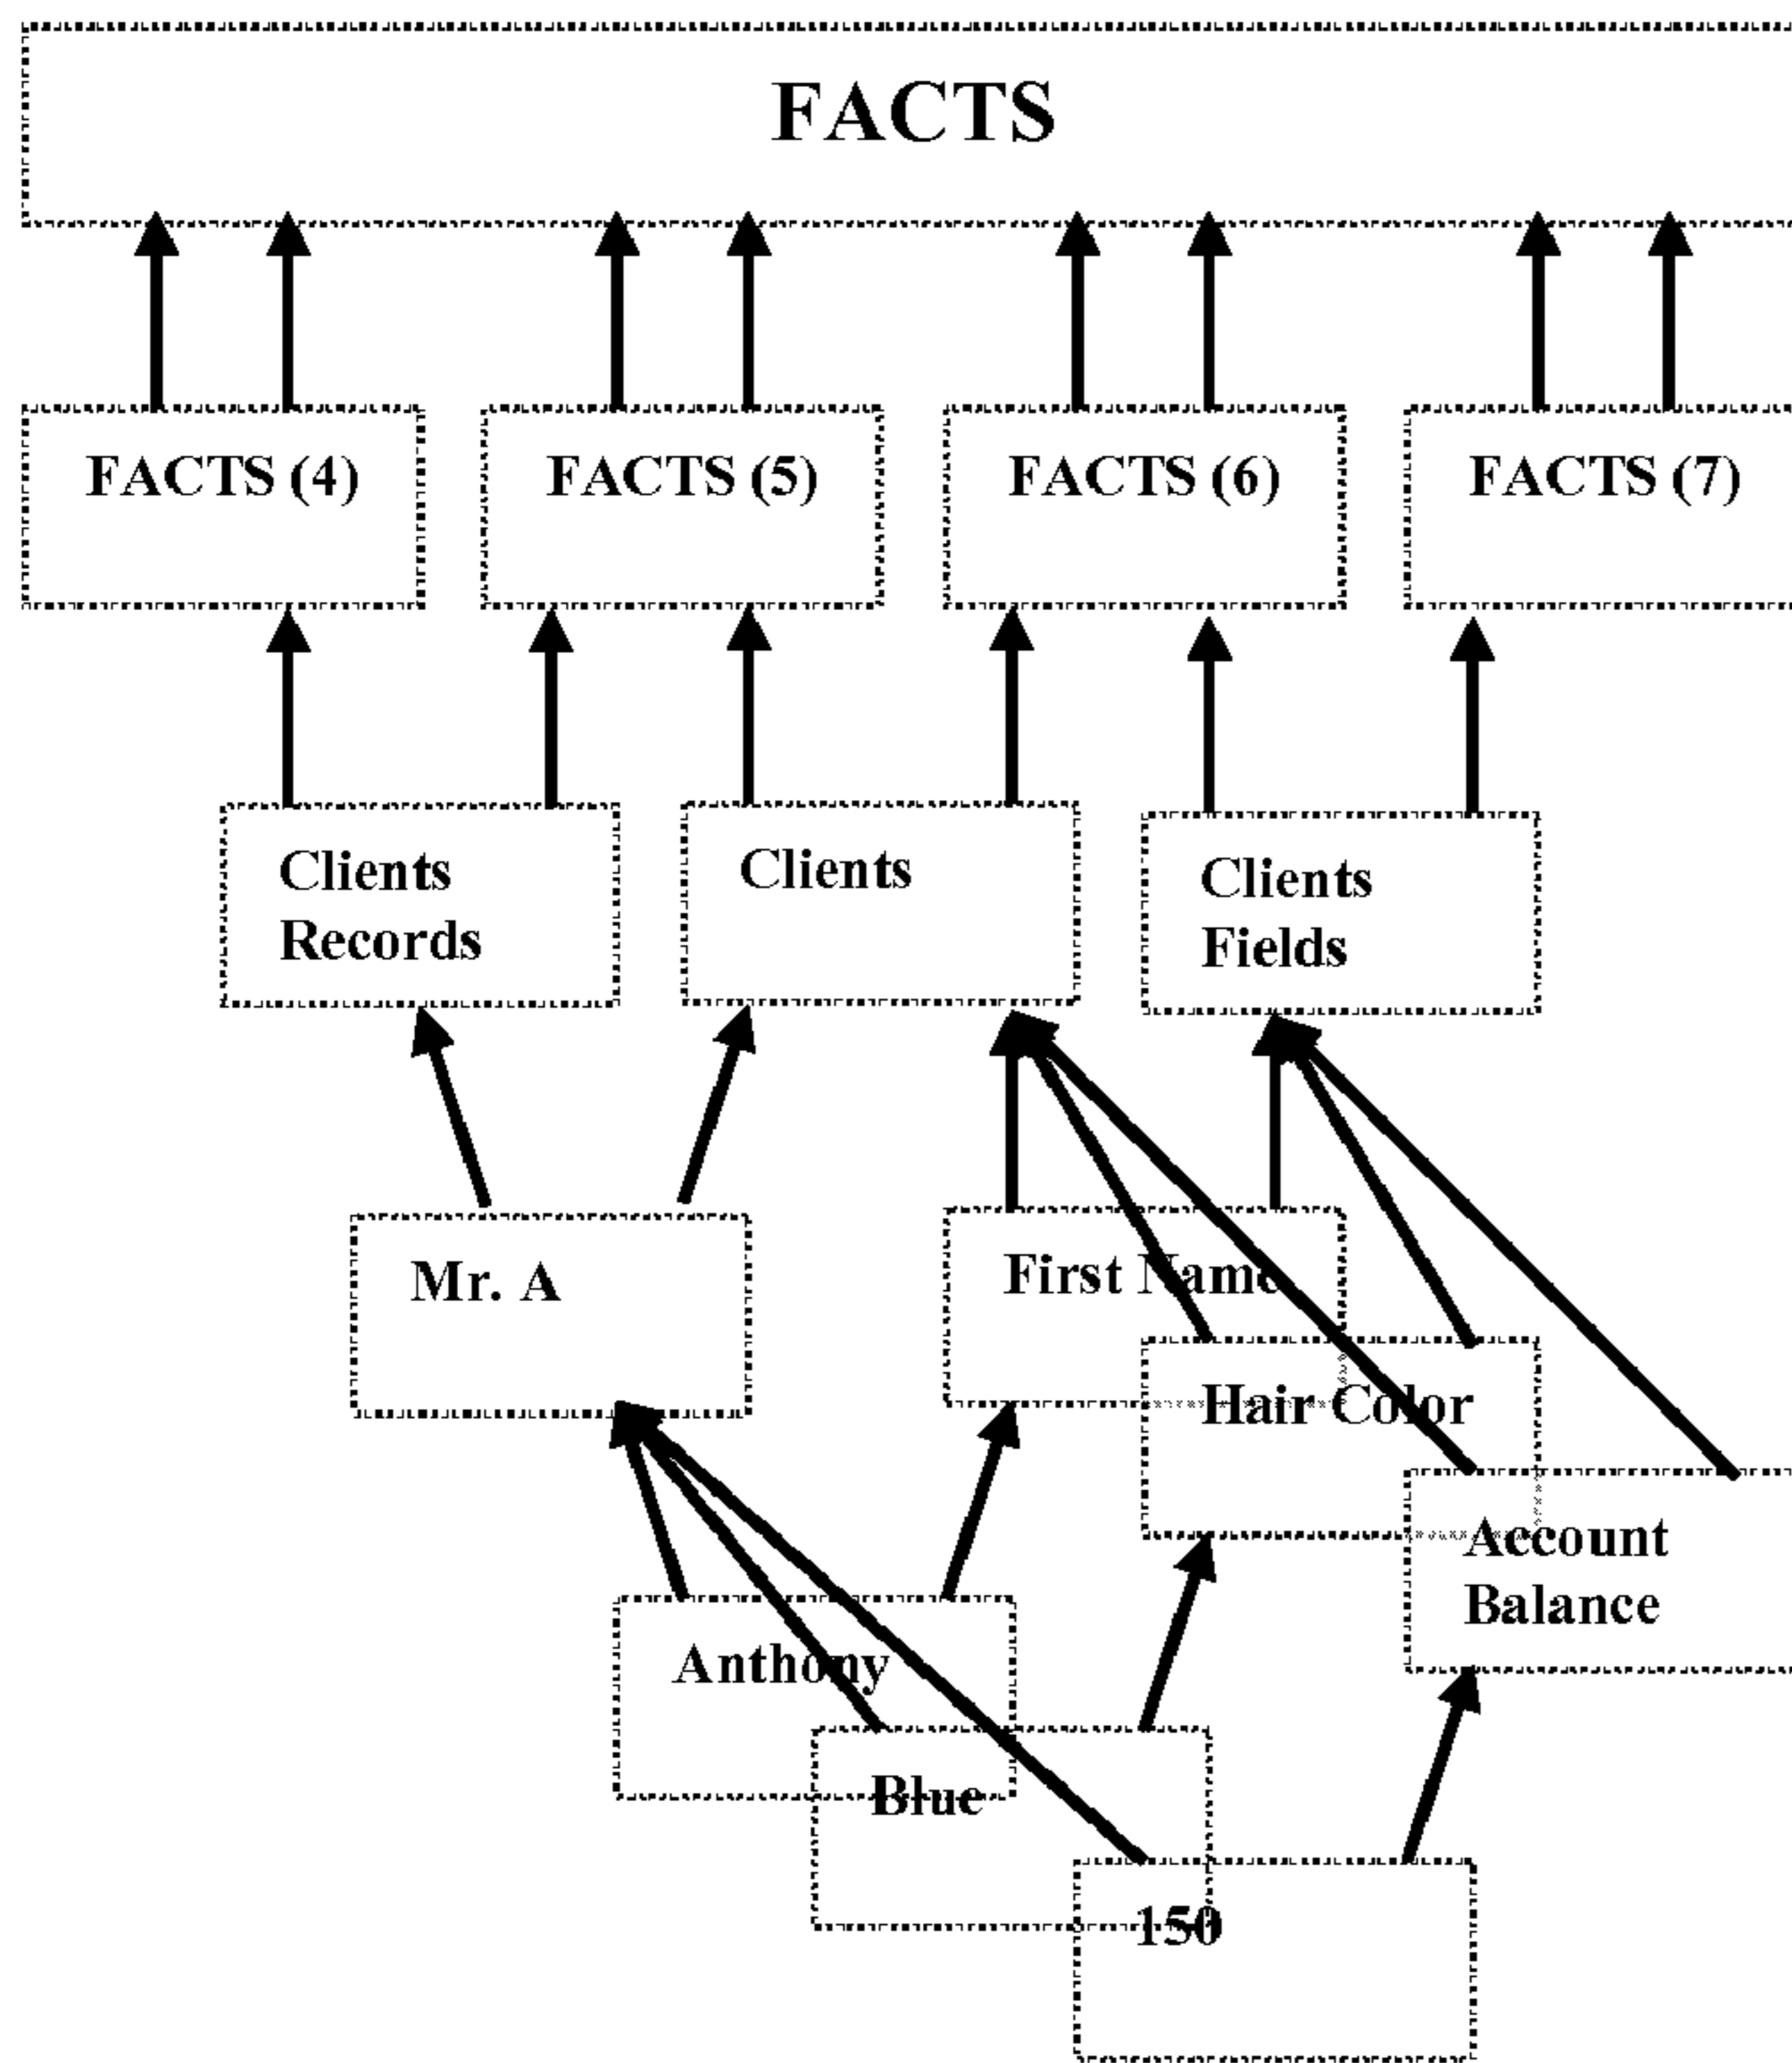 FACTS
FACTS (4)
FACTS (5)
FACTS (6)
FACTS (7)
Clients
Records
Clients
Clients
Fields
Mr. A
First Name
Hair Color
Account
Balance
Anthony
Blue
150